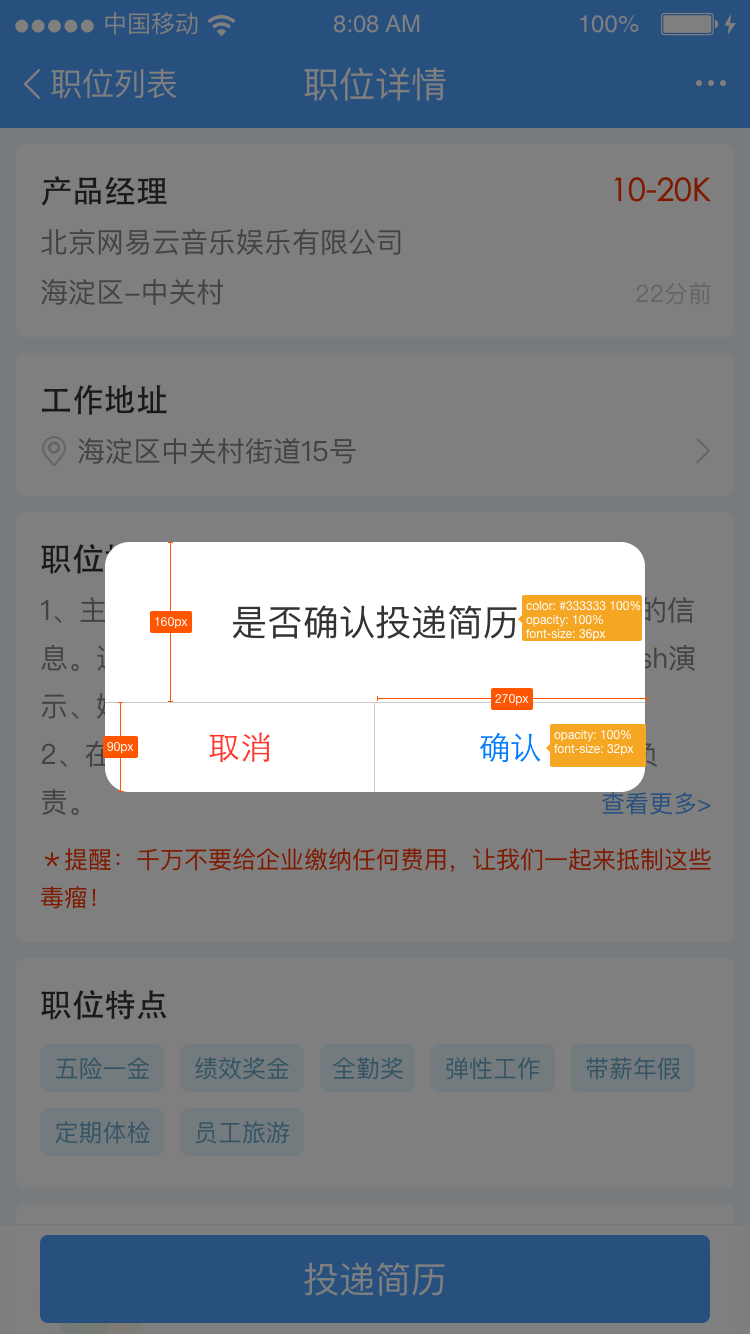 中国移动
8:08 AM
100%
职位列表
职位详情
产品经理
10-20K
北京网易云音乐娱乐有限公司
海淀区-中关村
22分前
工作地址
海淀区中关村街道15号
职位
1、主
的信
息。
sh演
示、
2、在
责。
是否确认投递简历
color: #333333 100%
opacity: 100%
font-size: 36px
160px
270px
90px
取消
确认
opacity: 100%
font-size: 32px
查看更多>
*提醒：千万不要给企业缴纳任何费用，让我们一起来抵制这些
毒瘤！
职位特点
五险一金
绩效奖金
全勤奖
弹性工作
带薪年假
定期体检
员工旅游
投递简历